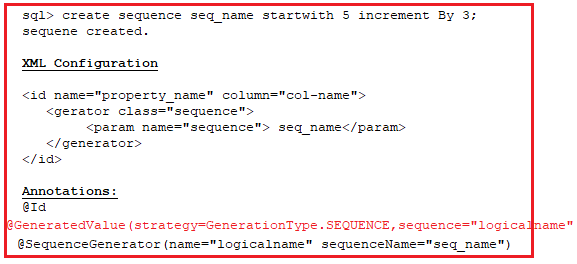 sql> create sequence seq_name startwith 5 increment By 3;
sequene created.
XML Configuration
<id name="property_name" column="col-name">
<gerator class="sequence">
<param name="sequence"> seq_name</param>
</generator>
</id>
Annotations:
@Id
@GeneratedValue(strategy=GenerationType.SEQUENCE,sequence="logicalname"
@SequenceGenerator(name="logicalname" sequenceName="seq_name")